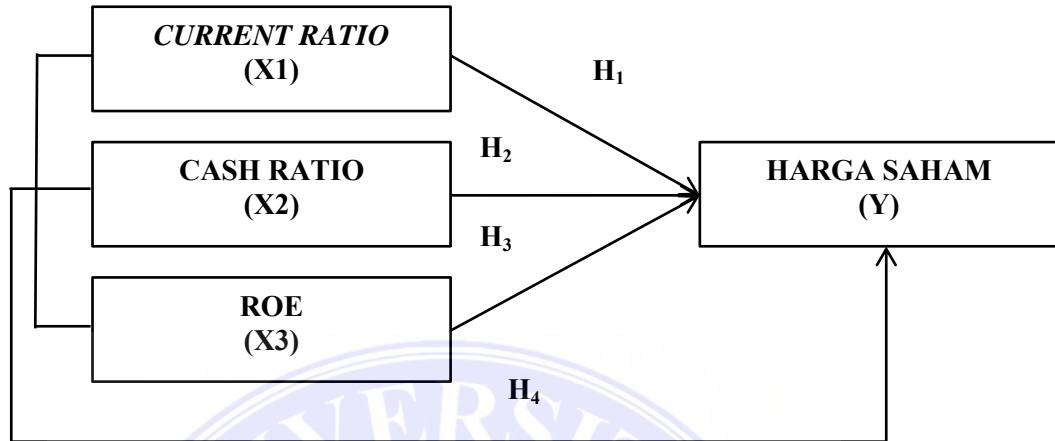 CURRENT RATIO
(X1)
H₁
H₂
CASH RATIO
(X2)
HARGA SAHAM
(Y)
H₃
ROE
(X3)
H₄